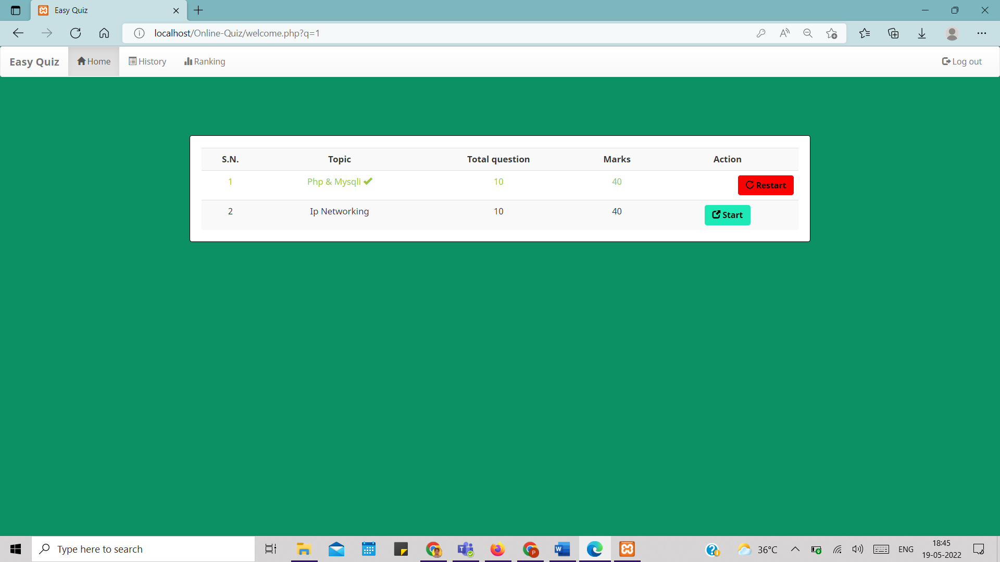 Easy Quiz
localhost/Online-Quiz/welcome.php?q=1
Easy Quiz Home History Ranking Log out
S.N. Topic Total question Marks Action
1 Php & Mysqli 10 40 Restart
2 Ip Networking 10 40 Start
Type here to search 36°C ENG 18:45
19-05-2022